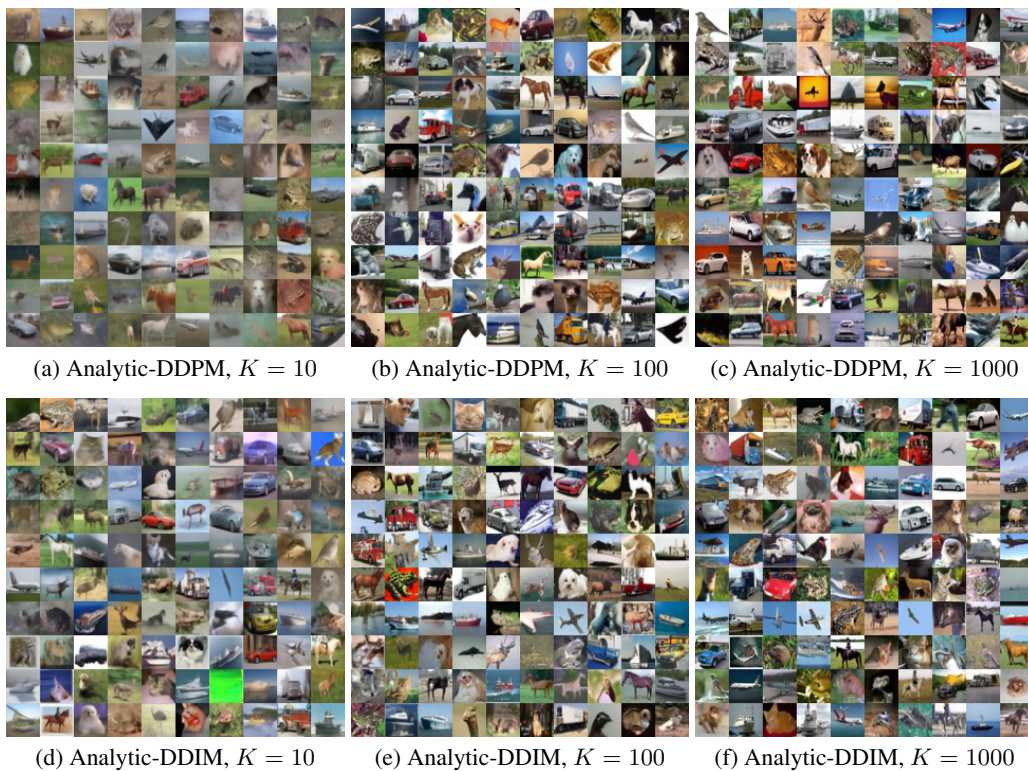 (a) Analytic-DDPM, K = 10
(b) Analytic-DDPM, K = 100
(c) Analytic-DDPM, K = 1000
(d) Analytic-DDIM, K = 10
(e) Analytic-DDIM, K = 100
(f) Analytic-DDIM, K = 1000